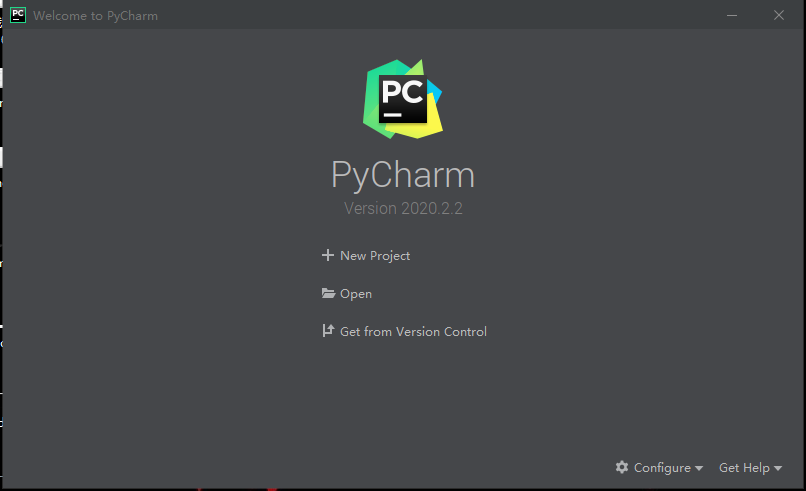 PC
Welcome to PyCharm
PC
PyCharm
Version 2020.2.2
New Project
Open
Get from Version Control
Configure
Get Help